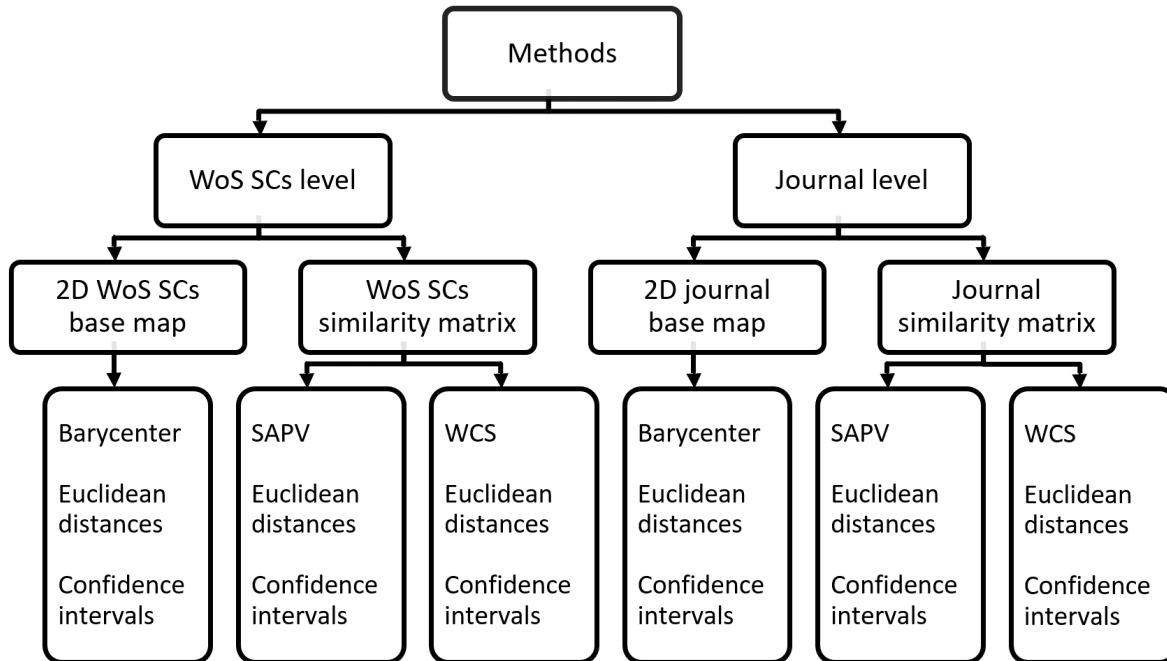 Methods
WoS SCs level
Journal level
2D WoS SCs
base map
WoS SCs
similarity matrix
2D journal
base map
Journal
similarity matrix
Barycenter
Euclidean
distances
Confidence
intervals
SAPV
Euclidean
distances
Confidence
intervals
WCS
Euclidean
distances
Confidence
intervals
Barycenter
Euclidean
distances
Confidence
intervals
SAPV
Euclidean
distances
Confidence
intervals
WCS
Euclidean
distances
Confidence
intervals